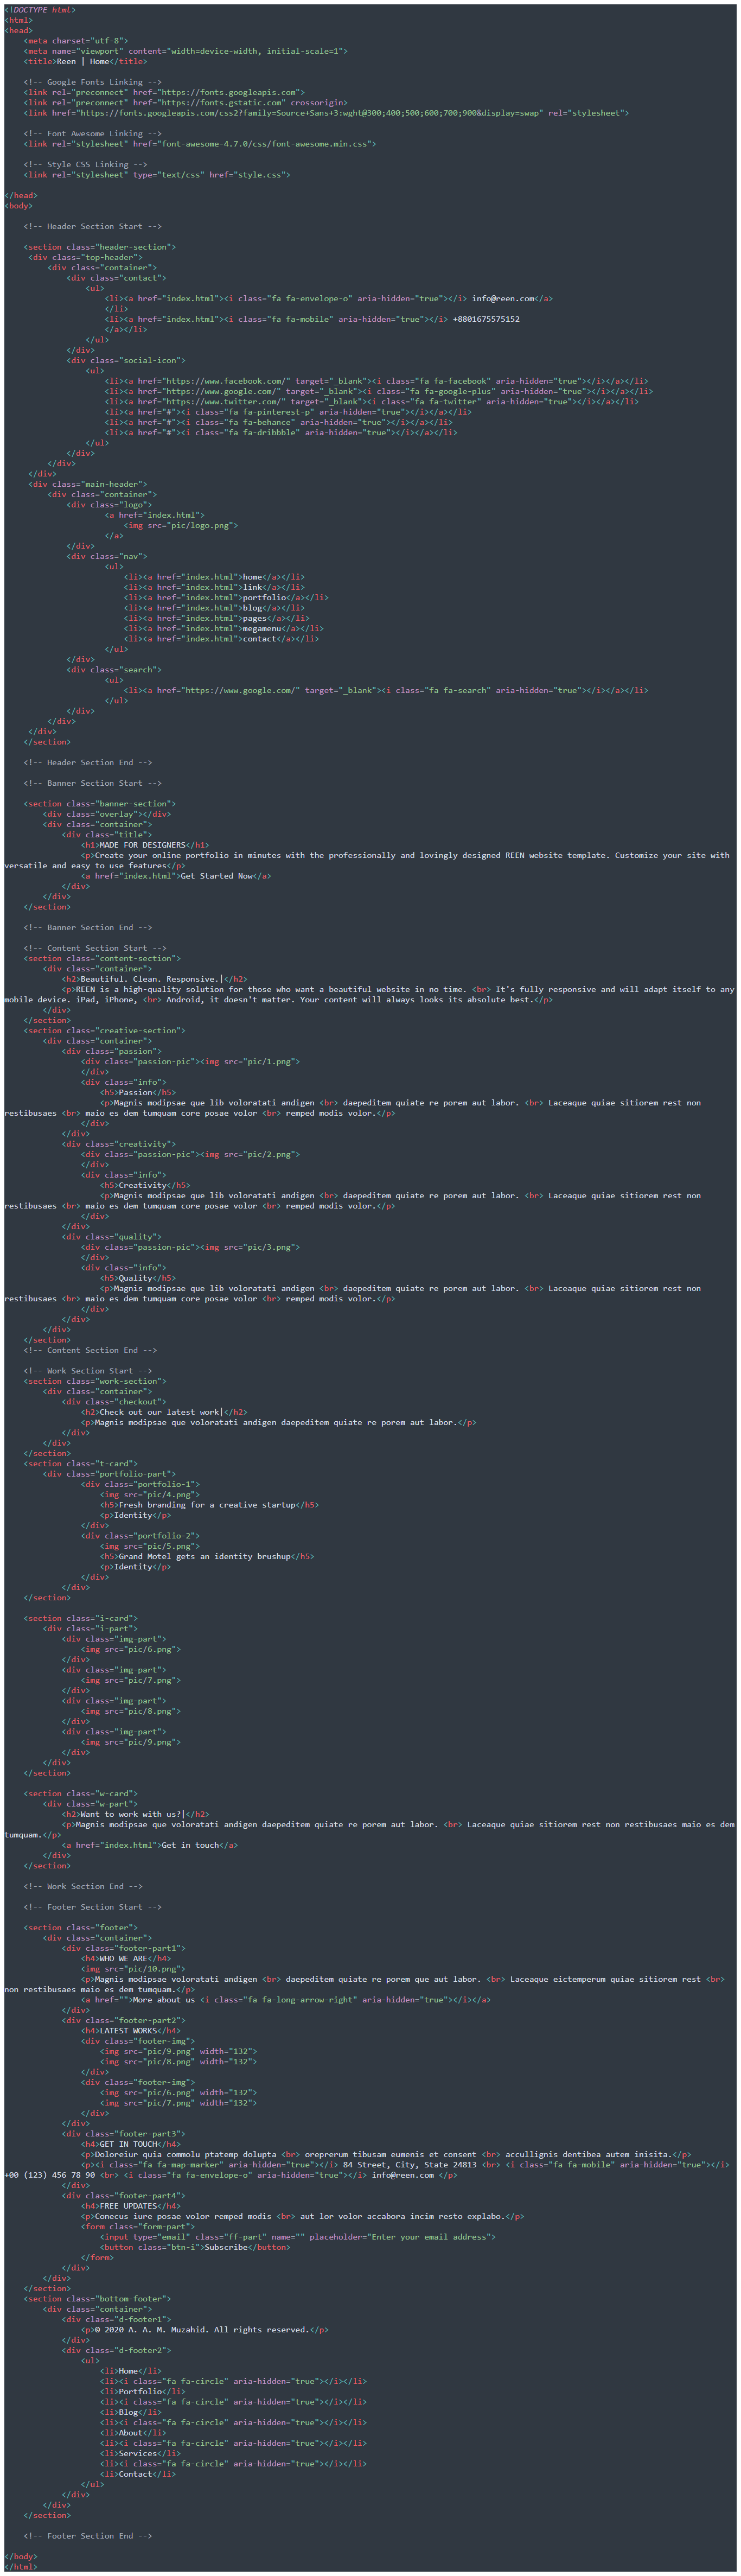 <!DOCTYPE html>
<html>
<head>
    <meta charset="utf-8">
    <meta name="viewport" content="width=device-width, initial-scale=1">
    <title>Reen | Home</title>

    <!-- Google Fonts Linking -->
    <link rel="preconnect" href="https://fonts.googleapis.com">
    <link rel="preconnect" href="https://fonts.gstatic.com" crossorigin>
    <link href="https://fonts.googleapis.com/css2?family=Source+Sans+3:wght@300;400;500;600;700;900&display=swap" rel="stylesheet">

    <!-- Font Awesome Linking -->
    <link rel="stylesheet" href="font-awesome-4.7.0/css/font-awesome.min.css">

    <!-- Style CSS Linking -->
    <link rel="stylesheet" type="text/css" href="style.css">

</head>
<body>

    <!-- Header Section Start -->

    <section class="header-section">
     <div class="top-header">
         <div class="container">
             <div class="contact">
                 <ul>
                     <li><a href="index.html"><i class="fa fa-envelope-o" aria-hidden="true"></i> info@reen.com</a>
                     </li>
                     <li><a href="index.html"><i class="fa fa-mobile" aria-hidden="true"></i> +8801675575152
                     </a></li>
                 </ul>
             </div>
             <div class="social-icon">
                 <ul>
                     <li><a href="https://www.facebook.com/" target="_blank"><i class="fa fa-facebook" aria-hidden="true"></i></a></li>
                     <li><a href="https://www.google.com/" target="_blank"><i class="fa fa-google-plus" aria-hidden="true"></i></a></li>
                     <li><a href="https://www.twitter.com/" target="_blank"><i class="fa fa-twitter" aria-hidden="true"></i></a></li>
                     <li><a href="#"><i class="fa fa-pinterest-p" aria-hidden="true"></i></a></li>
                     <li><a href="#"><i class="fa fa-behance" aria-hidden="true"></i></a></li>
                     <li><a href="#"><i class="fa fa-dribbble" aria-hidden="true"></i></a></li>
                 </ul>
             </div>
         </div>
     </div>
     <div class="main-header">
         <div class="container">
             <div class="logo">
                     <a href="index.html">
                         <img src="pic/logo.png">
                     </a>
             </div>
             <div class="nav">
                     <ul>
                         <li><a href="index.html">home</a></li>
                         <li><a href="index.html">link</a></li>
                         <li><a href="index.html">portfolio</a></li>
                         <li><a href="index.html">blog</a></li>
                         <li><a href="index.html">pages</a></li>
                         <li><a href="index.html">megamenu</a></li>
                         <li><a href="index.html">contact</a></li>
                     </ul>
             </div>
             <div class="search">
                     <ul>
                         <li><a href="https://www.google.com/" target="_blank"><i class="fa fa-search" aria-hidden="true"></i></a></li>
                     </ul>
             </div>
         </div>
     </div>
    </section>

    <!-- Header Section End -->

    <!-- Banner Section Start -->

    <section class="banner-section">
        <div class="overlay"></div>
        <div class="container">
            <div class="title">
                <h1>MADE FOR DESIGNERS</h1>
                <p>Create your online portfolio in minutes with the professionally and lovingly designed REEN website template. Customize your site with
versatile and easy to use features</p>
                <a href="index.html">Get Started Now</a>
            </div>
        </div>
    </section>

    <!-- Banner Section End -->

    <!-- Content Section Start -->
    <section class="content-section">
        <div class="container">
            <h2>Beautiful. Clean. Responsive.|</h2>
            <p>REEN is a high-quality solution for those who want a beautiful website in no time. <br> It's fully responsive and will adapt itself to any
mobile device. iPad, iPhone, <br> Android, it doesn't matter. Your content will always looks its absolute best.</p>
        </div>
    </section>
    <section class="creative-section">
        <div class="container">
            <div class="passion">
                <div class="passion-pic"><img src="pic/1.png">
                </div>
                <div class="info">
                    <h5>Passion</h5>
                    <p>Magnis modipsae que lib voloratati andigen <br> daepeditem quiate re porem aut labor. <br> Laceaque quiae sitiorem rest non
restibusaes <br> maio es dem tumquam core posae volor <br> remped modis volor.</p>
                </div>
            </div>
            <div class="creativity">
                <div class="passion-pic"><img src="pic/2.png">
                </div>
                <div class="info">
                    <h5>Creativity</h5>
                    <p>Magnis modipsae que lib voloratati andigen <br> daepeditem quiate re porem aut labor. <br> Laceaque quiae sitiorem rest non
restibusaes <br> maio es dem tumquam core posae volor <br> remped modis volor.</p>
                </div>
            </div>
            <div class="quality">
                <div class="passion-pic"><img src="pic/3.png">
                </div>
                <div class="info">
                    <h5>Quality</h5>
                    <p>Magnis modipsae que lib voloratati andigen <br> daepeditem quiate re porem aut labor. <br> Laceaque quiae sitiorem rest non
restibusaes <br> maio es dem tumquam core posae volor <br> remped modis volor.</p>
                </div>
            </div>
        </div>
    </section>
    <!-- Content Section End -->

    <!-- Work Section Start -->
    <section class="work-section">
        <div class="container">
            <div class="checkout">
                <h2>Check out our latest work|</h2>
                <p>Magnis modipsae que voloratati andigen daepeditem quiate re porem aut labor.</p>
            </div>
        </div>
    </section>
    <section class="t-card">
        <div class="portfolio-part">
                <div class="portfolio-1">
                    <img src="pic/4.png">
                    <h5>Fresh branding for a creative startup</h5>
                    <p>Identity</p>
                </div>
                <div class="portfolio-2">
                    <img src="pic/5.png">
                    <h5>Grand Motel gets an identity brushup</h5>
                    <p>Identity</p>
                </div>
            </div>
    </section>

    <section class="i-card">
        <div class="i-part">
            <div class="img-part">
                <img src="pic/6.png">
            </div>
            <div class="img-part">
                <img src="pic/7.png">
            </div>
            <div class="img-part">
                <img src="pic/8.png">
            </div>
            <div class="img-part">
                <img src="pic/9.png">
            </div>
        </div>
    </section>

    <section class="w-card">
        <div class="w-part">
            <h2>Want to work with us?|</h2>
            <p>Magnis modipsae que voloratati andigen daepeditem quiate re porem aut labor. <br> Laceaque quiae sitiorem rest non restibusaes maio es dem
tumquam.</p>
            <a href="index.html">Get in touch</a>
        </div>
    </section>

    <!-- Work Section End -->

    <!-- Footer Section Start -->

    <section class="footer">
        <div class="container">
            <div class="footer-part1">
                <h4>WHO WE ARE</h4>
                <img src="pic/10.png">
                <p>Magnis modipsae voloratati andigen <br> daepeditem quiate re porem que aut labor. <br> Laceaque eictemperum quiae sitiorem rest <br>
non restibusaes maio es dem tumquam.</p>
                <a href="">More about us <i class="fa fa-long-arrow-right" aria-hidden="true"></i></a>
            </div>
            <div class="footer-part2">
                <h4>LATEST WORKS</h4>
                <div class="footer-img">
                    <img src="pic/9.png" width="132">
                    <img src="pic/8.png" width="132">
                </div>
                <div class="footer-img">
                    <img src="pic/6.png" width="132">
                    <img src="pic/7.png" width="132">
                </div>
            </div>
            <div class="footer-part3">
                <h4>GET IN TOUCH</h4>
                <p>Doloreiur quia commolu ptatemp dolupta <br> oreprerum tibusam eumenis et consent <br> accullignis dentibea autem inisita.</p>
                <p><i class="fa fa-map-marker" aria-hidden="true"></i> 84 Street, City, State 24813 <br> <i class="fa fa-mobile" aria-hidden="true"></i>
+00 (123) 456 78 90 <br> <i class="fa fa-envelope-o" aria-hidden="true"></i> info@reen.com </p>
            </div>
            <div class="footer-part4">
                <h4>FREE UPDATES</h4>
                <p>Conecus iure posae volor remped modis <br> aut lor volor accabora incim resto explabo.</p>
                <form class="form-part">
                    <input type="email" class="ff-part" name="" placeholder="Enter your email address">
                    <button class="btn-i">Subscribe</button>
                </form>
            </div>
        </div>
    </section>
    <section class="bottom-footer">
        <div class="container">
            <div class="d-footer1">
                <p>© 2020 A. A. M. Muzahid. All rights reserved.</p>
            </div>
            <div class="d-footer2">
                <ul>
                    <li>Home</li>
                    <li><i class="fa fa-circle" aria-hidden="true"></i></li>
                    <li>Portfolio</li>
                    <li><i class="fa fa-circle" aria-hidden="true"></i></li>
                    <li>Blog</li>
                    <li><i class="fa fa-circle" aria-hidden="true"></i></li>
                    <li>About</li>
                    <li><i class="fa fa-circle" aria-hidden="true"></i></li>
                    <li>Services</li>
                    <li><i class="fa fa-circle" aria-hidden="true"></i></li>
                    <li>Contact</li>
                </ul>
            </div>
        </div>
    </section>

    <!-- Footer Section End -->

</body>
</html>